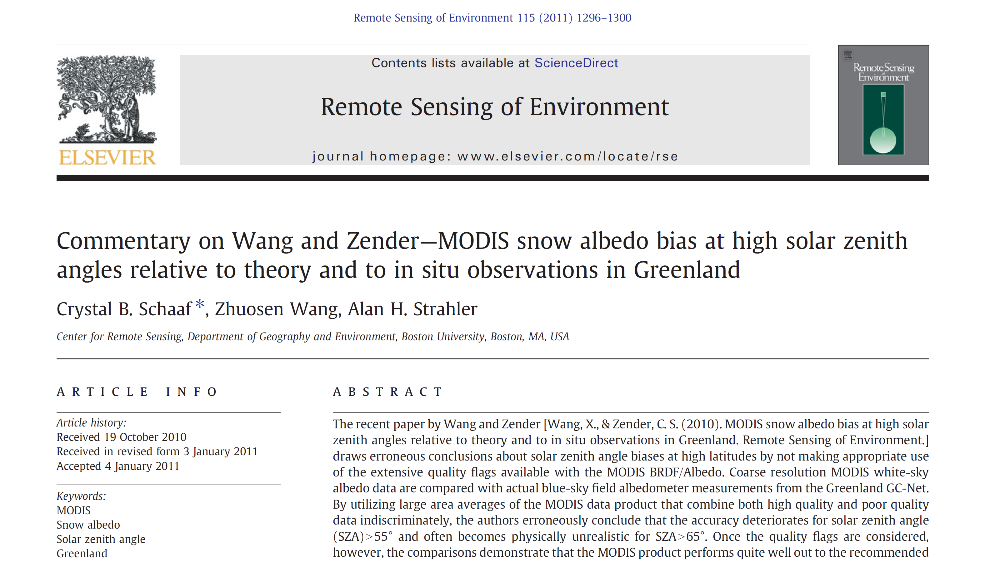 Remote Sensing of Environment 115 (2011) 1296–1300
Contents lists available at ScienceDirect
Remote Sensing of Environment
journal homepage: www.elsevier.com/locate/rse
NON SOLUS
ELSEVIER
Remote Sensing
of
Environment
Commentary on Wang and Zender—MODIS snow albedo bias at high solar zenith
angles relative to theory and to in situ observations in Greenland
Crystal B. Schaaf *, Zhuosen Wang, Alan H. Strahler
Center for Remote Sensing, Department of Geography and Environment, Boston University, Boston, MA, USA
ARTICLE INFO
Article history:
Received 19 October 2010
Received in revised form 3 January 2011
Accepted 4 January 2011
Keywords:
MODIS
Snow albedo
Solar zenith angle
Greenland
ABSTRACT
The recent paper by Wang and Zender [Wang, X., & Zender, C. S. (2010). MODIS snow albedo bias at high solar
zenith angles relative to theory and to in situ observations in Greenland. Remote Sensing of Environment.]
draws erroneous conclusions about solar zenith angle biases at high latitudes by not making appropriate use
of the extensive quality flags available with the MODIS BRDF/Albedo. Coarse resolution MODIS white-sky
albedo data are compared with actual blue-sky field albedometer measurements from the Greenland GC-Net.
By utilizing large area averages of the MODIS data product that combine both high quality and poor quality
data indiscriminately, the authors erroneously conclude that the accuracy deteriorates for solar zenith angle
(SZA)>55° and often becomes physically unrealistic for SZA>65°. Once the quality flags are considered,
however, the comparisons demonstrate that the MODIS product performs quite well out to the recommended